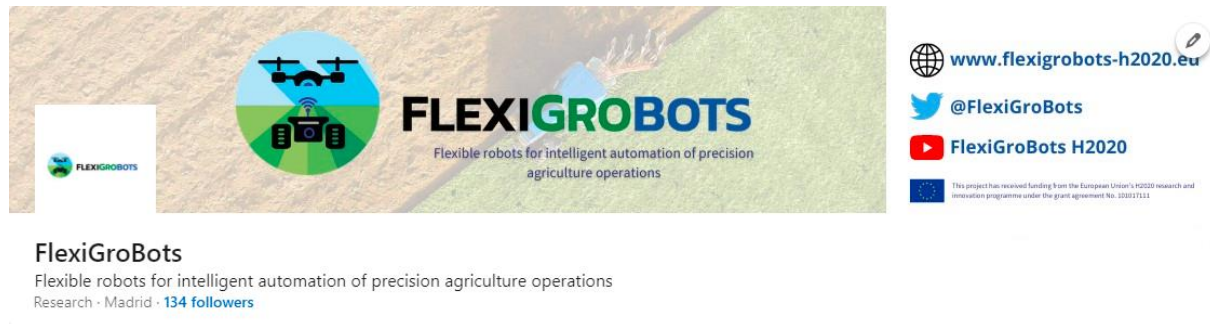 FLEXIGROBOTS
Flexible robots for intelligent automation of precision
agriculture operations
www.flexigrobots-h2020.eu
@FlexiGroBots
FlexiGroBots H2020
This project has received funding from the European Union's H2020 research and
innovation programme under the grant agreement No. 101017111
FLEXIGROBOTS
FlexiGroBots
Flexible robots for intelligent automation of precision agriculture operations
Research · Madrid · 134 followers